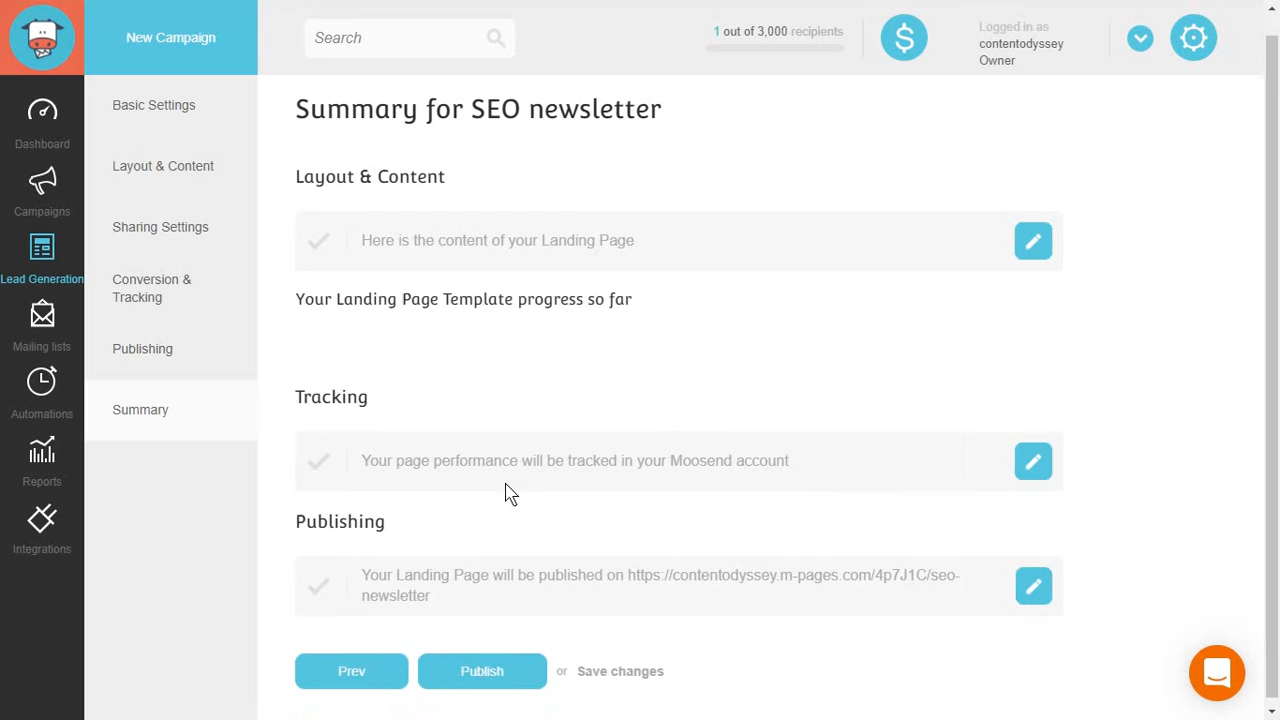 New Campaign
Search
1 out of 3,000 recipients
Logged in as
contentodyssey
Owner
Dashboard
Campaigns
Lead Generation
Mailing lists
Automations
Reports
Integrations
Basic Settings
Layout & Content
Sharing Settings
Conversion &
Tracking
Publishing
Summary
Summary for SEO newsletter
Layout & Content
Here is the content of your Landing Page
Your Landing Page Template progress so far
Tracking
Your page performance will be tracked in your Moosend account
Publishing
Your Landing Page will be published on https://contentodyssey.m-pages.com/4p7J1C/seo-
newsletter
Prev
Publish
or
Save changes